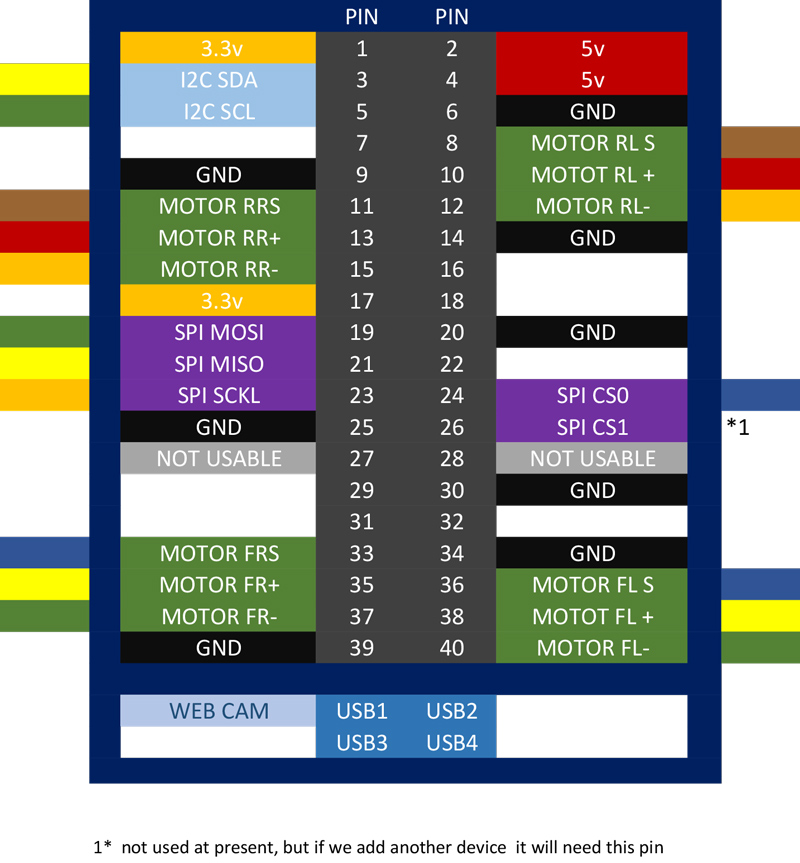 PIN PIN
3.3v 1 2 5v
I2C SDA 3 4 5v
I2C SCL 5 6 GND
7 8 MOTOR RL S
GND 9 10 MOTOT RL +
MOTOR RRS 11 12 MOTOR RL-
MOTOR RR+ 13 14 GND
MOTOR RR- 15 16
3.3v 17 18
SPI MOSI 19 20 GND
SPI MISO 21 22
SPI SCKL 23 24 SPI CS0
GND 25 26 SPI CS1 *1
NOT USABLE 27 28 NOT USABLE
29 30 GND
31 32
MOTOR FRS 33 34 GND
MOTOR FR+ 35 36 MOTOR FL S
MOTOR FR- 37 38 MOTOT FL +
GND 39 40 MOTOR FL-
WEB CAM USB1 USB2
USB3 USB4
1* not used at present, but if we add another device it will need this pin